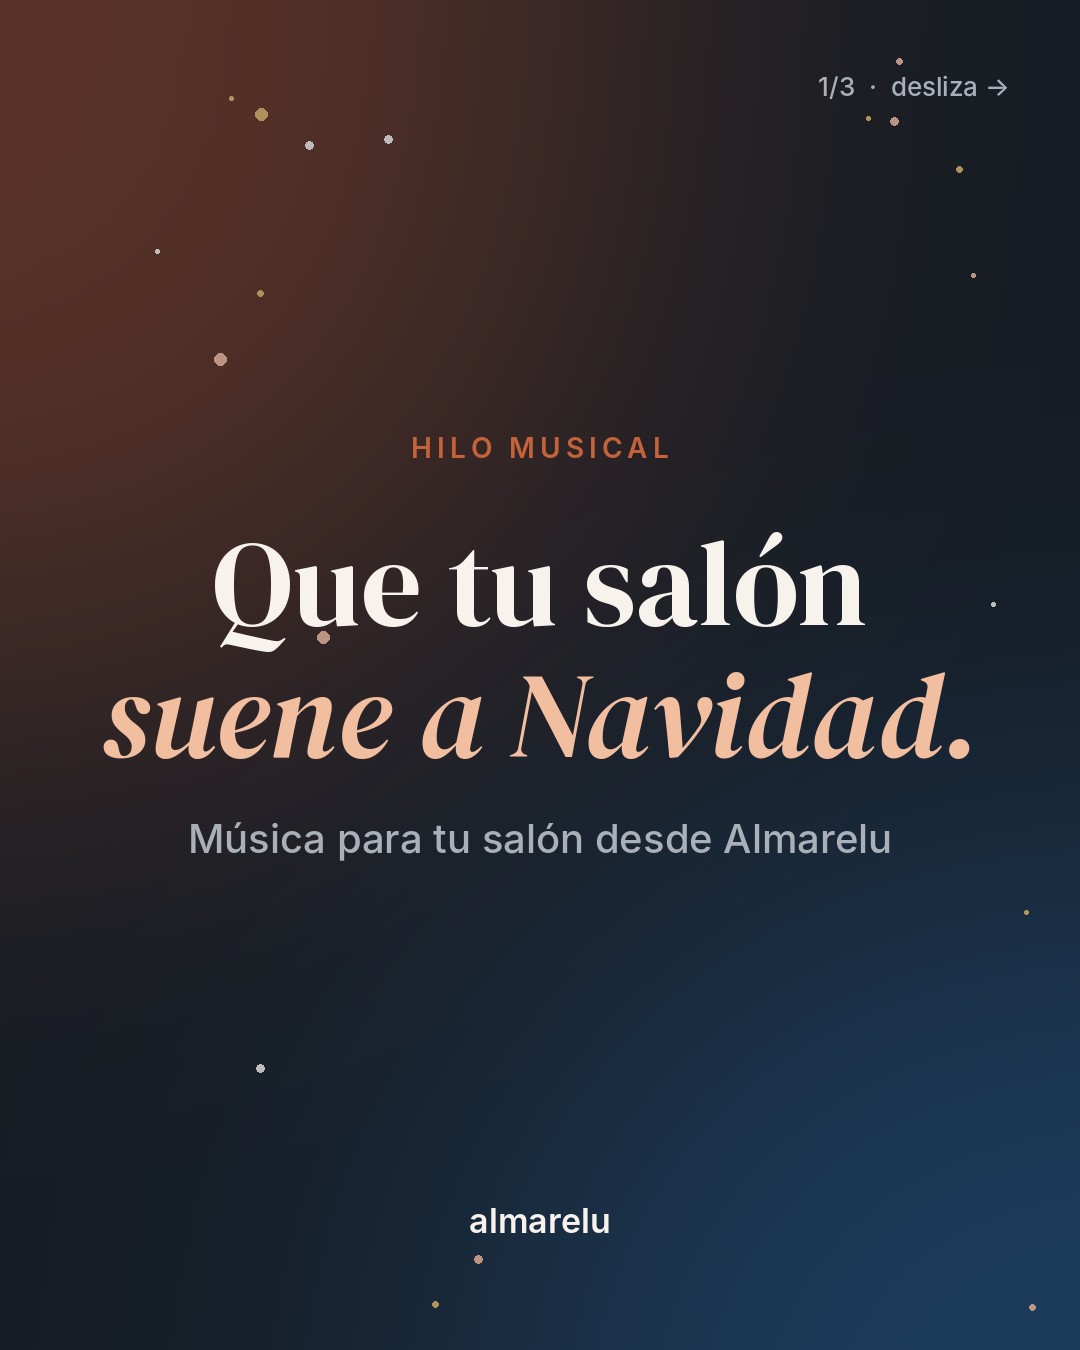 1/3 · desliza →
HILO MUSICAL
Que tu salón
suene a Navidad.
Música para tu salón desde Almarelu
almarelu